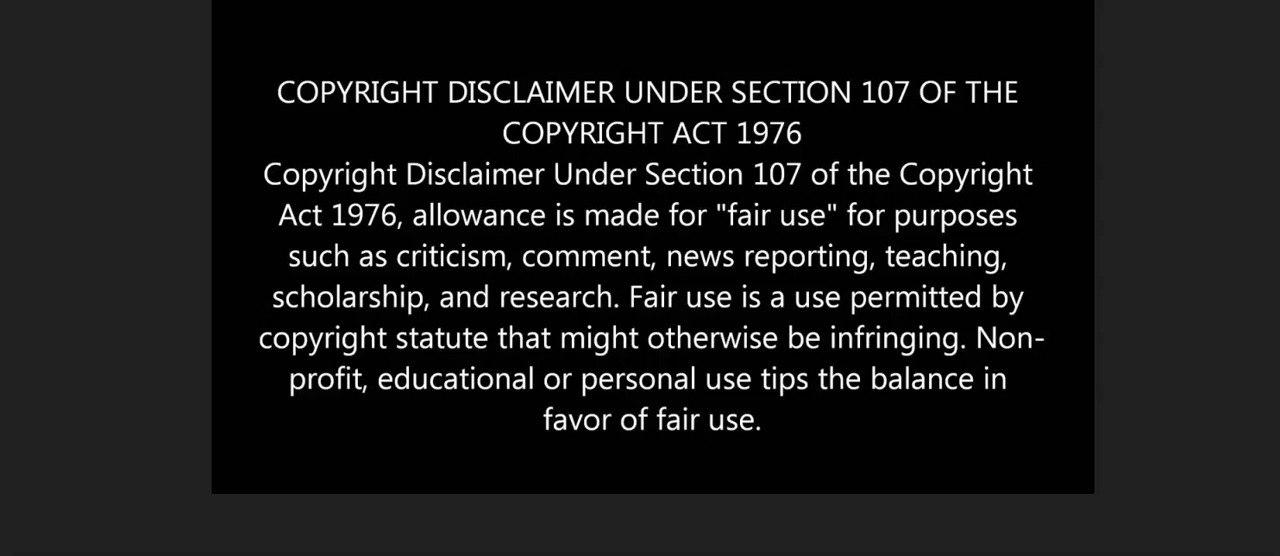 COPYRIGHT DISCLAIMER UNDER SECTION 107 OF THE
COPYRIGHT ACT 1976
Copyright Disclaimer Under Section 107 of the Copyright
Act 1976, allowance is made for "fair use" for purposes
such as criticism, comment, news reporting, teaching,
scholarship, and research. Fair use is a use permitted by
copyright statute that might otherwise be infringing. Non-
profit, educational or personal use tips the balance in
favor of fair use.